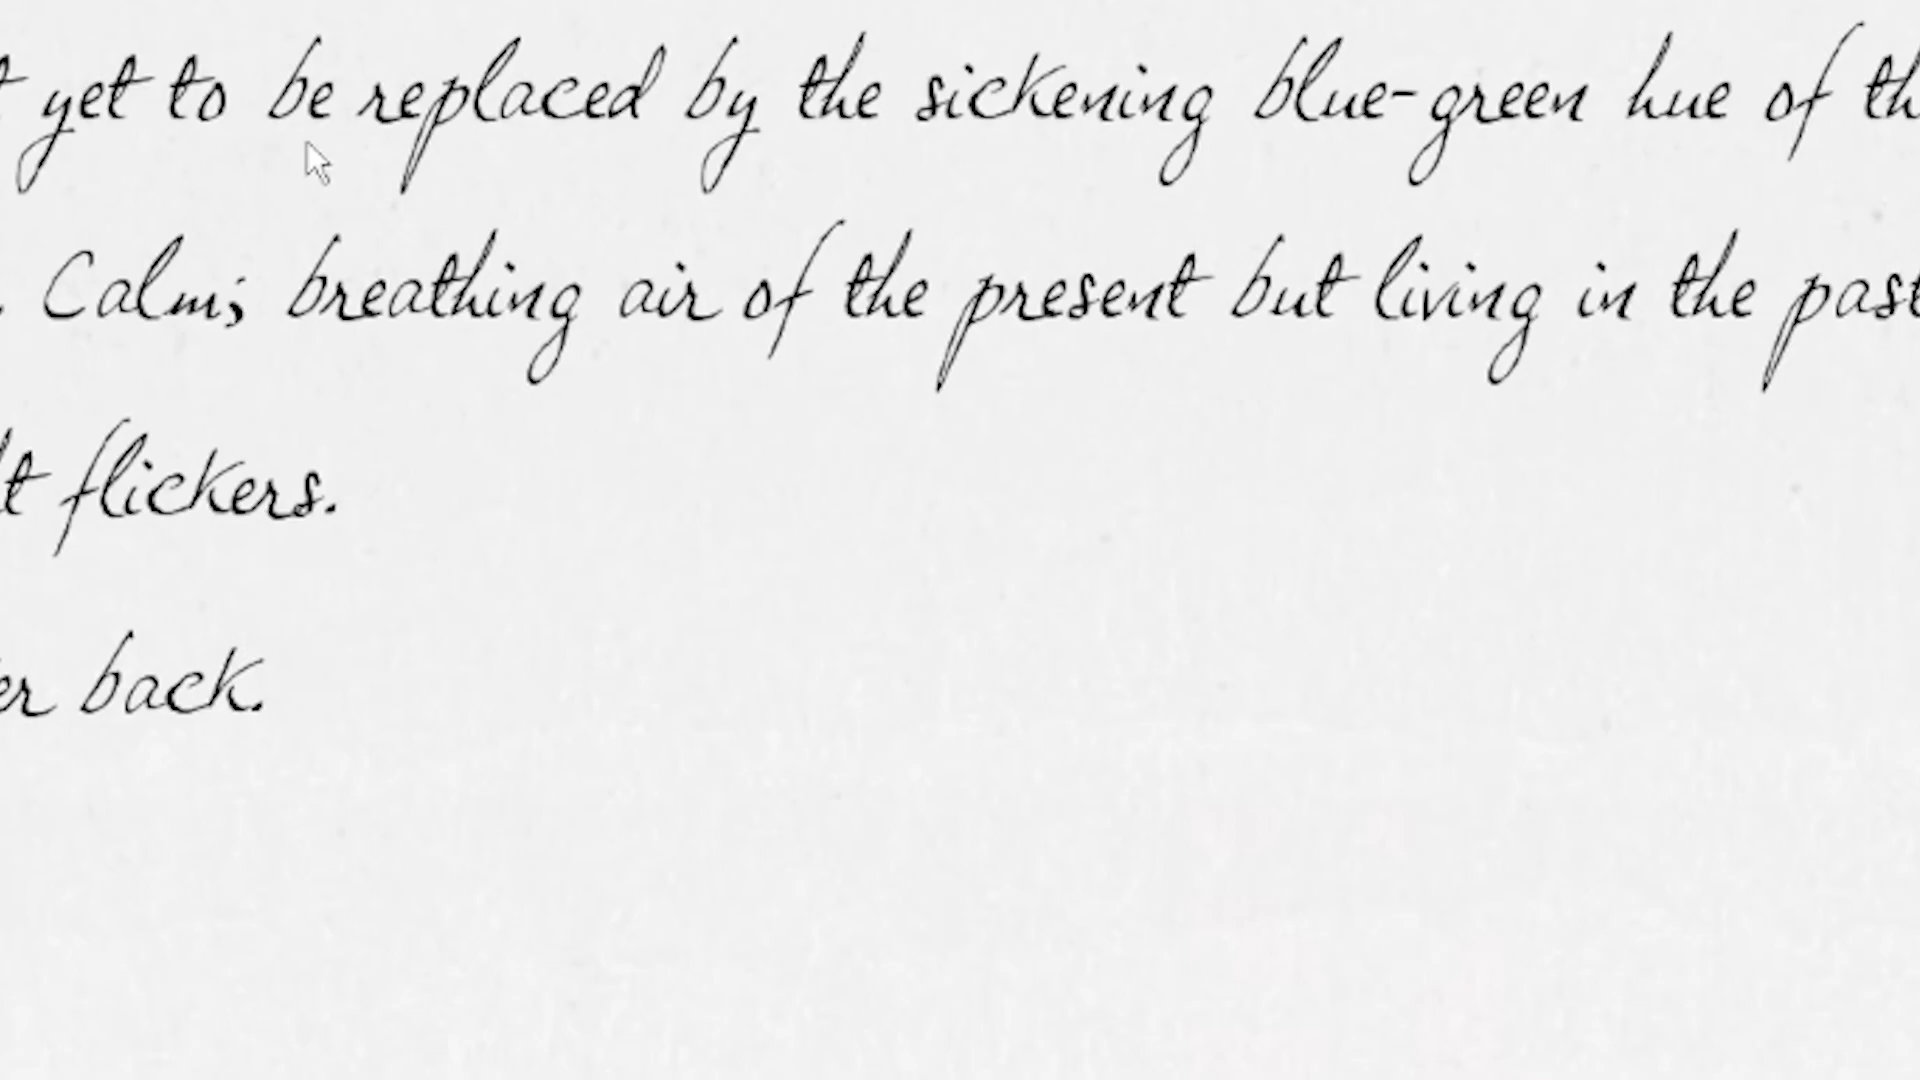 yet to be replaced by the sickening blue-green hue of
Calm; breathing air of the present but living in the past
flickers.
back.